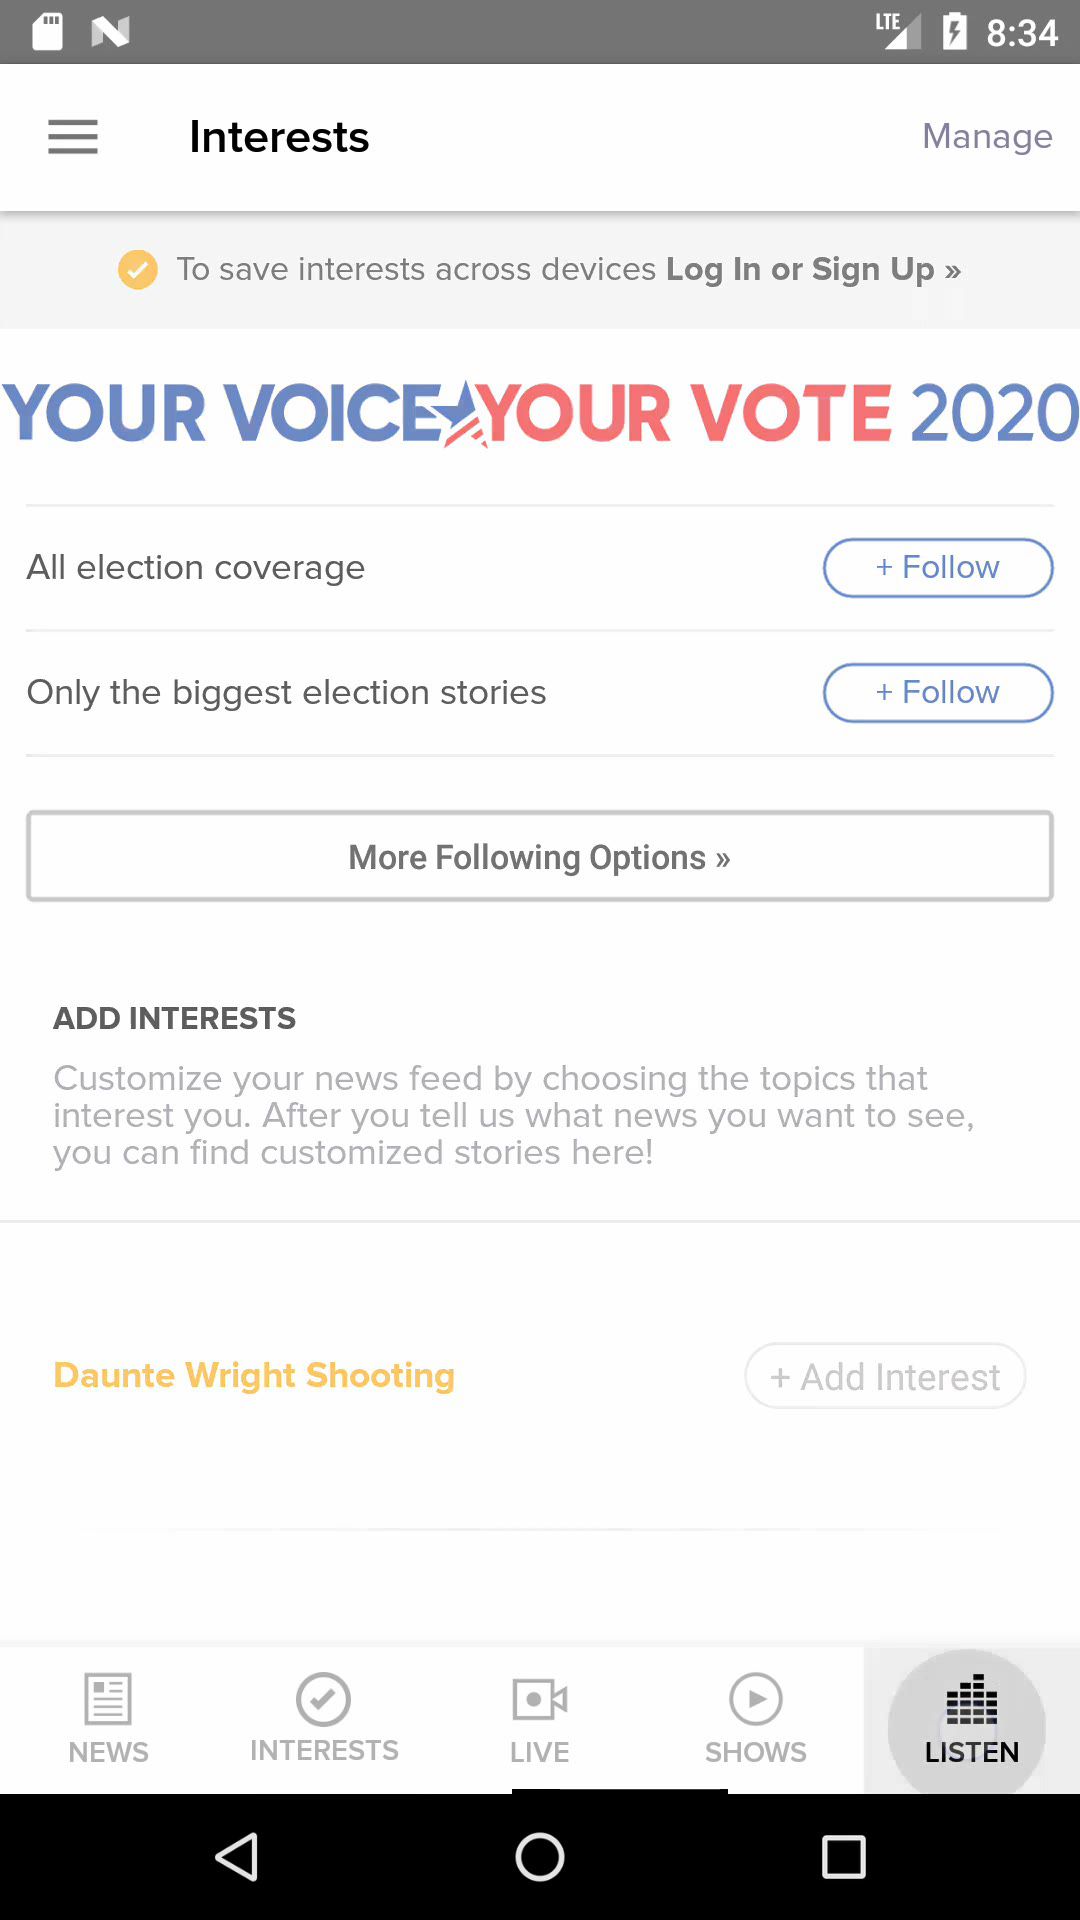 LTE 8:34
Interests Manage
To save interests across devices Log In or Sign Up »
YOUR VOICE YOUR VOTE 2020
All election coverage + Follow
Only the biggest election stories + Follow
More Following Options »
ADD INTERESTS
Customize your news feed by choosing the topics that
interest you. After you tell us what news you want to see,
you can find customized stories here!
Daunte Wright Shooting + Add Interest
NEWS INTERESTS LIVE SHOWS LISTEN